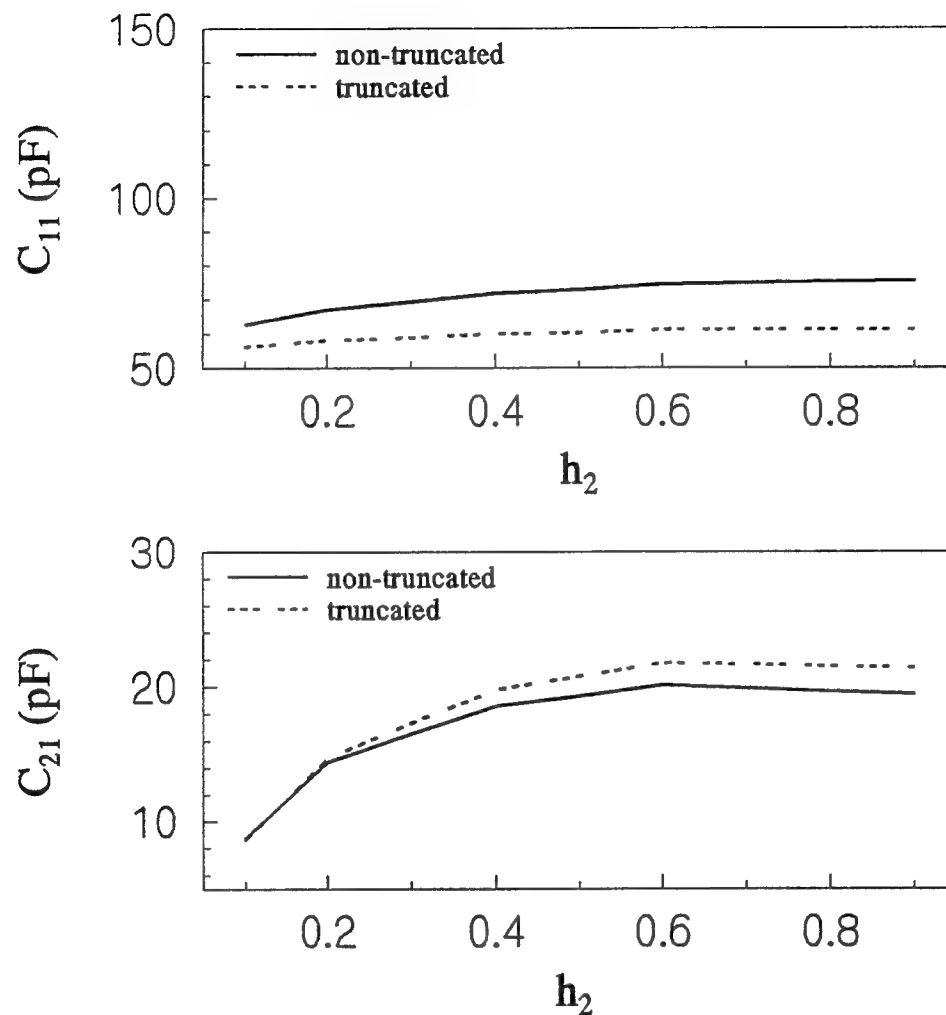 150
non-truncated
truncated
C11 (pF)
100
50
0.2 0.4 0.6 0.8
h2
30
non-truncated
truncated
C21 (pF)
20
10
0.2 0.4 0.6 0.8
h2